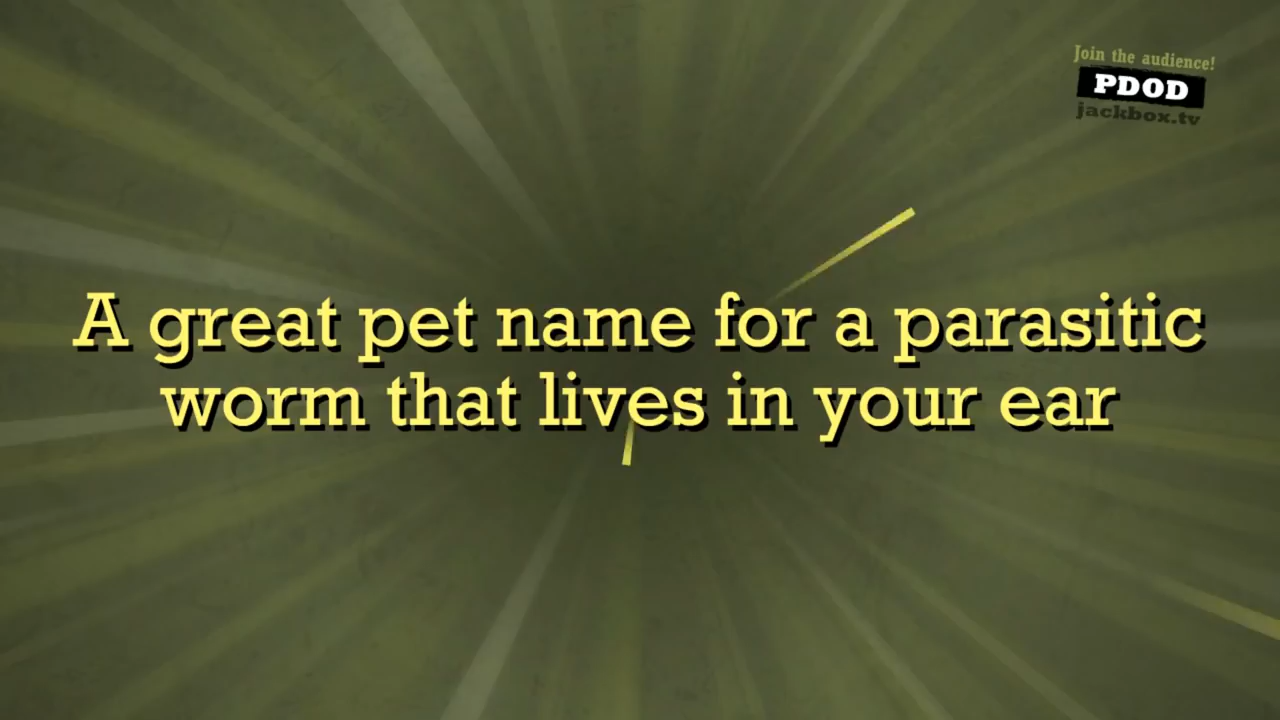 Join the audience!
PDOD
jackbox.tv
A great pet name for a parasitic
worm that lives in your ear